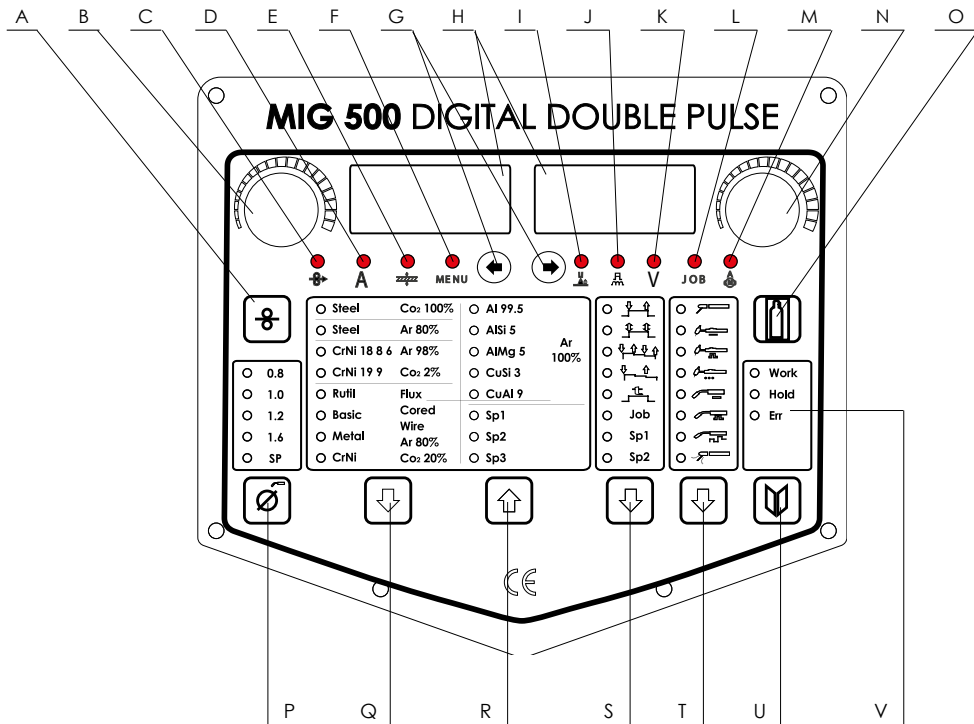 A B C D E F G H I J K L M N O
MIG 500 DIGITAL DOUBLE PULSE
A MENU V JOB A
Steel Co₂ 100%
Steel Ar 80%
CrNi 18 8 6 Ar 98%
CrNi 19 9 Co₂ 2%
Rutil Flux
Basic Cored
Wire
Metal Ar 80%
CrNi Co₂ 20%
Al 99.5
AlSi 5
AlMg 5
CuSi 3
CuAl 9
Ar
100%
Sp1
Sp2
Sp3
Job
Sp1
Sp2
Work
Hold
Err
0.8
1.0
1.2
1.6
SP
CE
P Q R S T U V